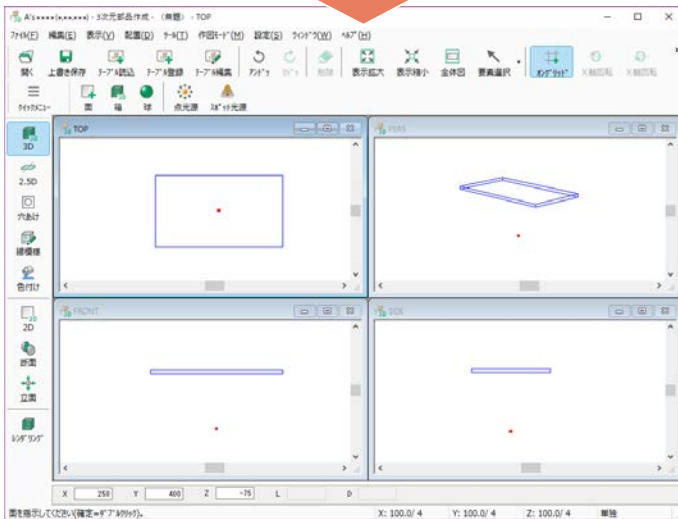 A's★★★★(★.★★.★★★) - 3次元部品作成 - (無題) - TOP
ﾌｧｲﾙ(F) 編集(E) 表示(V) 配置(D) ﾂｰﾙ(T) 作図ﾓｰﾄﾞ(M) 設定(S) ｳｨﾝﾄﾞｳ(W) ﾍﾙﾌﾟ(H)
開く 上書き保存 ﾃｰﾌﾞﾙ読込 ﾃｰﾌﾞﾙ登録 ﾃｰﾌﾞﾙ編集 ｱﾝﾄﾞｩ ﾘﾄﾞｩ 削除 表示拡大 表示縮小 全体図 要素選択 ｵﾝｸﾞﾘｯﾄﾞ X軸回転 X軸回転
ｸｲｯｸﾒﾆｭｰ 面 箱 球 点光源 ｽﾎﾟｯﾄ光源
3D
2.5D
穴あけ
線模様
色付け
2D
断面
立面
ﾚﾝﾀﾞﾘﾝｸﾞ
TOP
PERS
FRONT
SIDE
X 250 Y 400 Z -75 L D
面を指示してください(確定=ﾀﾞﾌﾞﾙｸﾘｯｸ)。 X: 100.0/ 4 Y: 100.0/ 4 Z: 100.0/ 4 単独